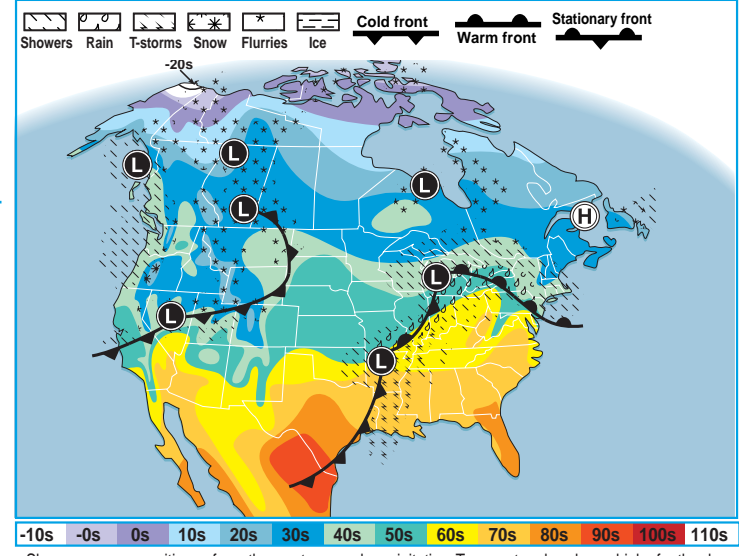 Showers Rain T-storms Snow Flurries Ice
Cold front
Warm front
Stationary front
-20s
L
L
L
L
H
L
L
L
-10s -0s 0s 10s 20s 30s 40s 50s 60s 70s 80s 90s 100s 110s